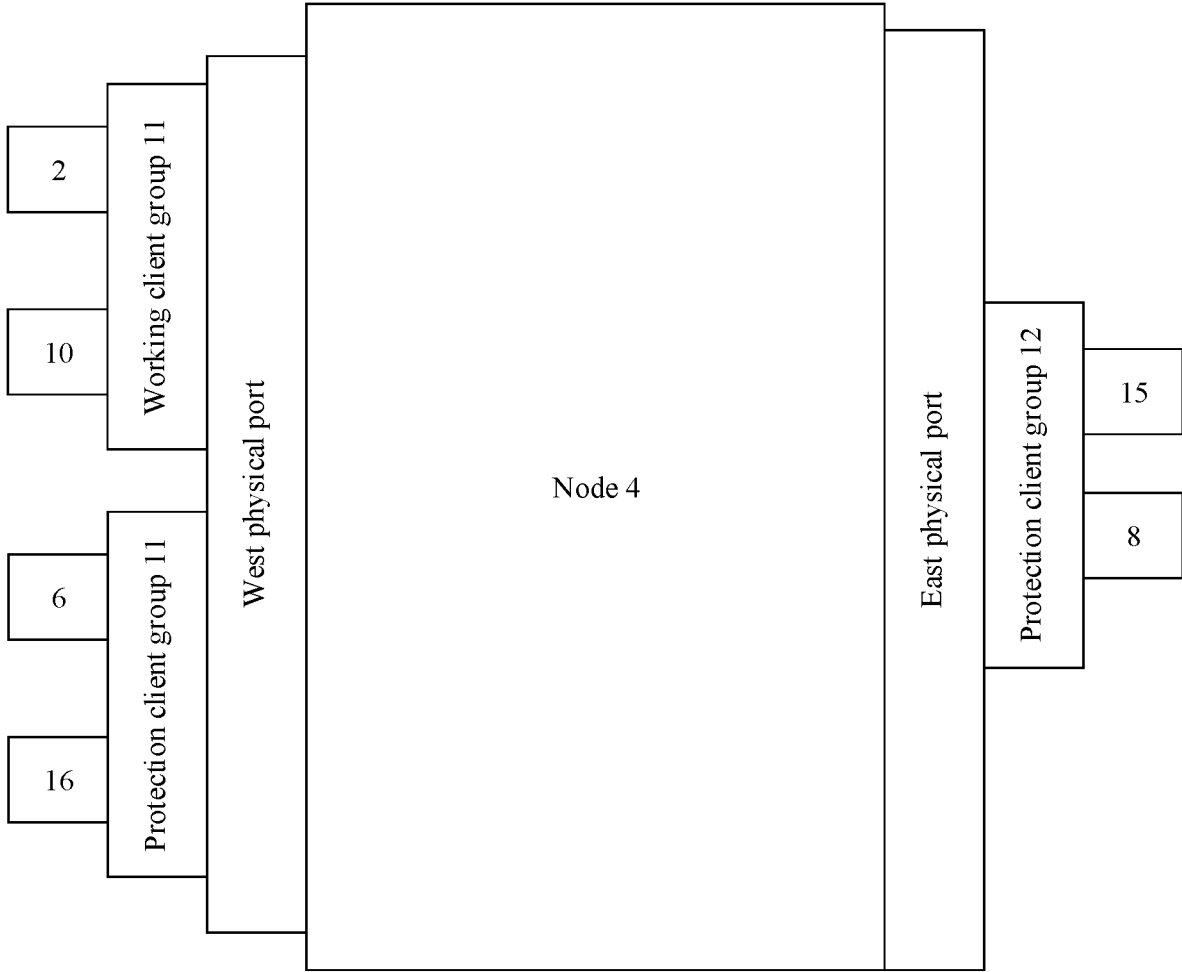 2
10
Working client group 11
6
16
Protection client group 11
West physical port
Node 4
East physical port
Protection client group 12
15
8